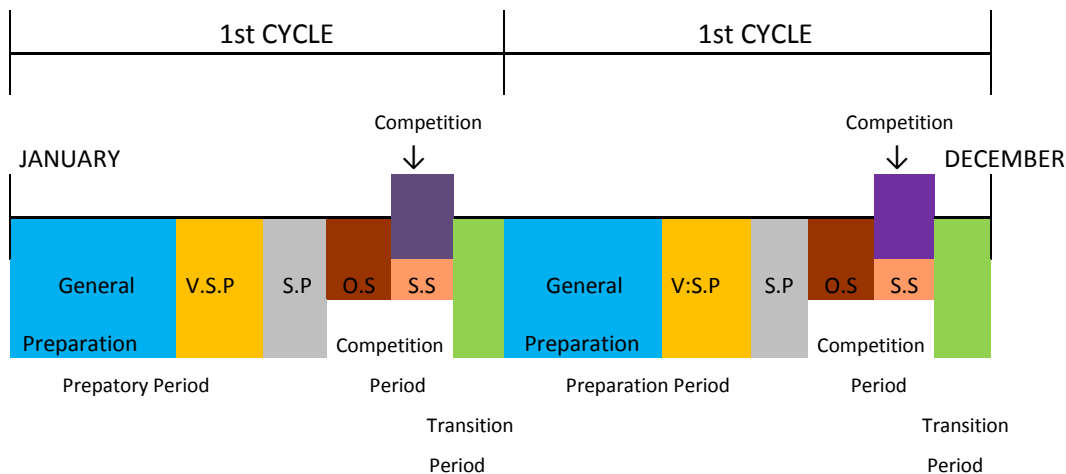 1st CYCLE 1st CYCLE
Competition Competition
JANUARY DECEMBER
General V.S.P S.P O.S S.S General V:S.P S.P O.S S.S
Preparation Competition Preparation Competition
Prepatory Period Period Preparation Period Period
Transition Transition
Period Period